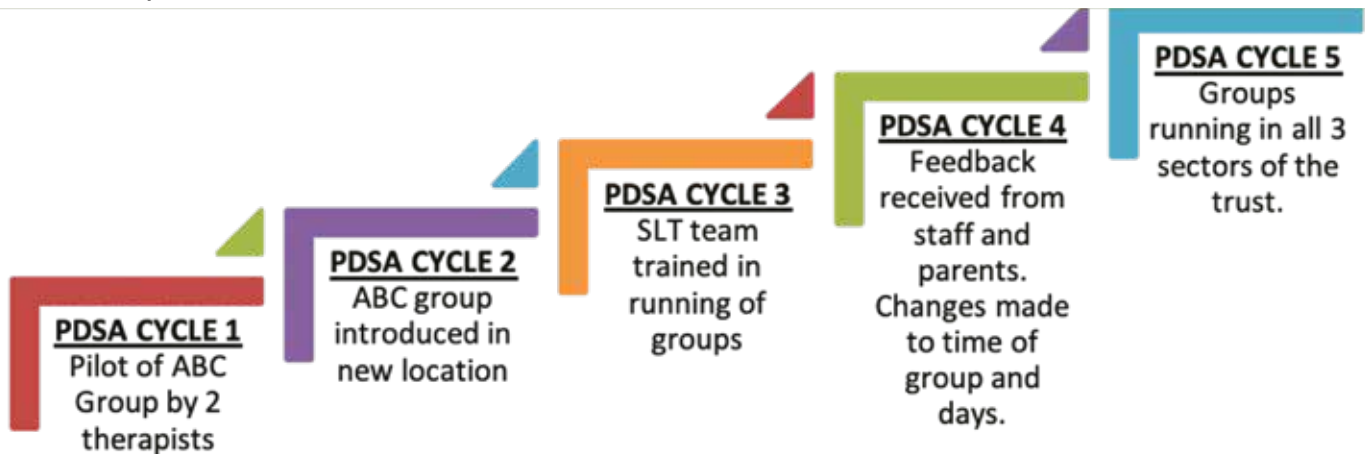 PDSA CYCLE 1
Pilot of ABC
Group by 2
therapists
PDSA CYCLE 2
ABC group
introduced in
new location
PDSA CYCLE 3
SLT team
trained in
running of
groups
PDSA CYCLE 4
Feedback
received from
staff and
parents.
Changes made
to time of
group and
days.
PDSA CYCLE 5
Groups
running in all 3
sectors of the
trust.